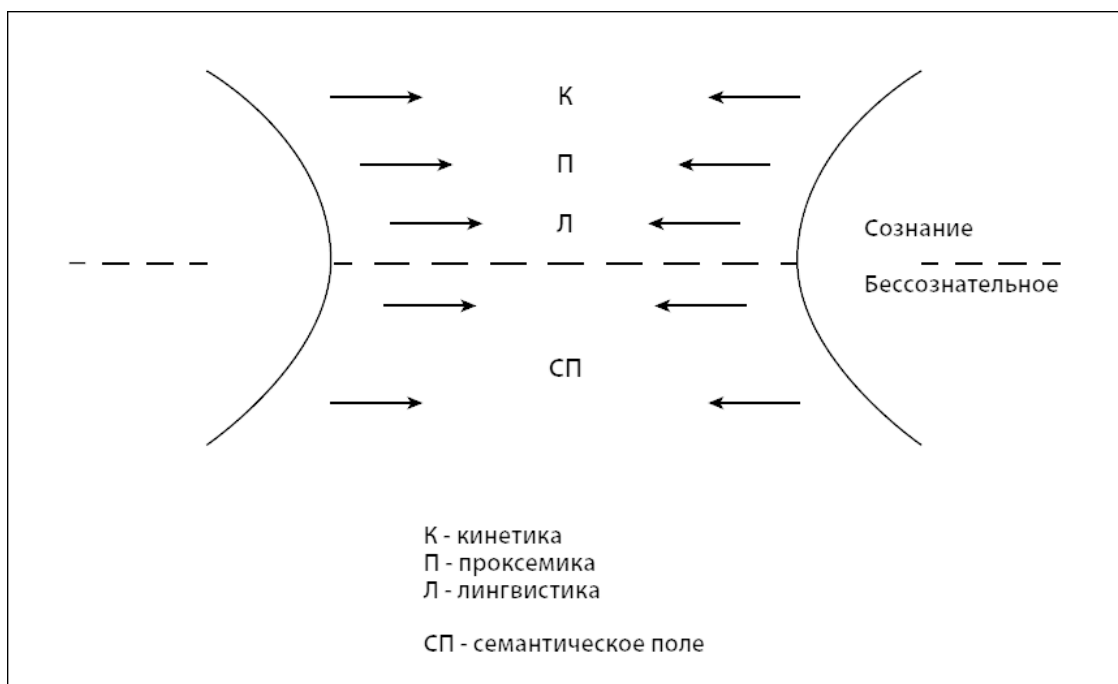 К
П
Л
Сознание
Бессознательное
СП
К - кинетика
П - проксемика
Л - лингвистика
СП - семантическое поле